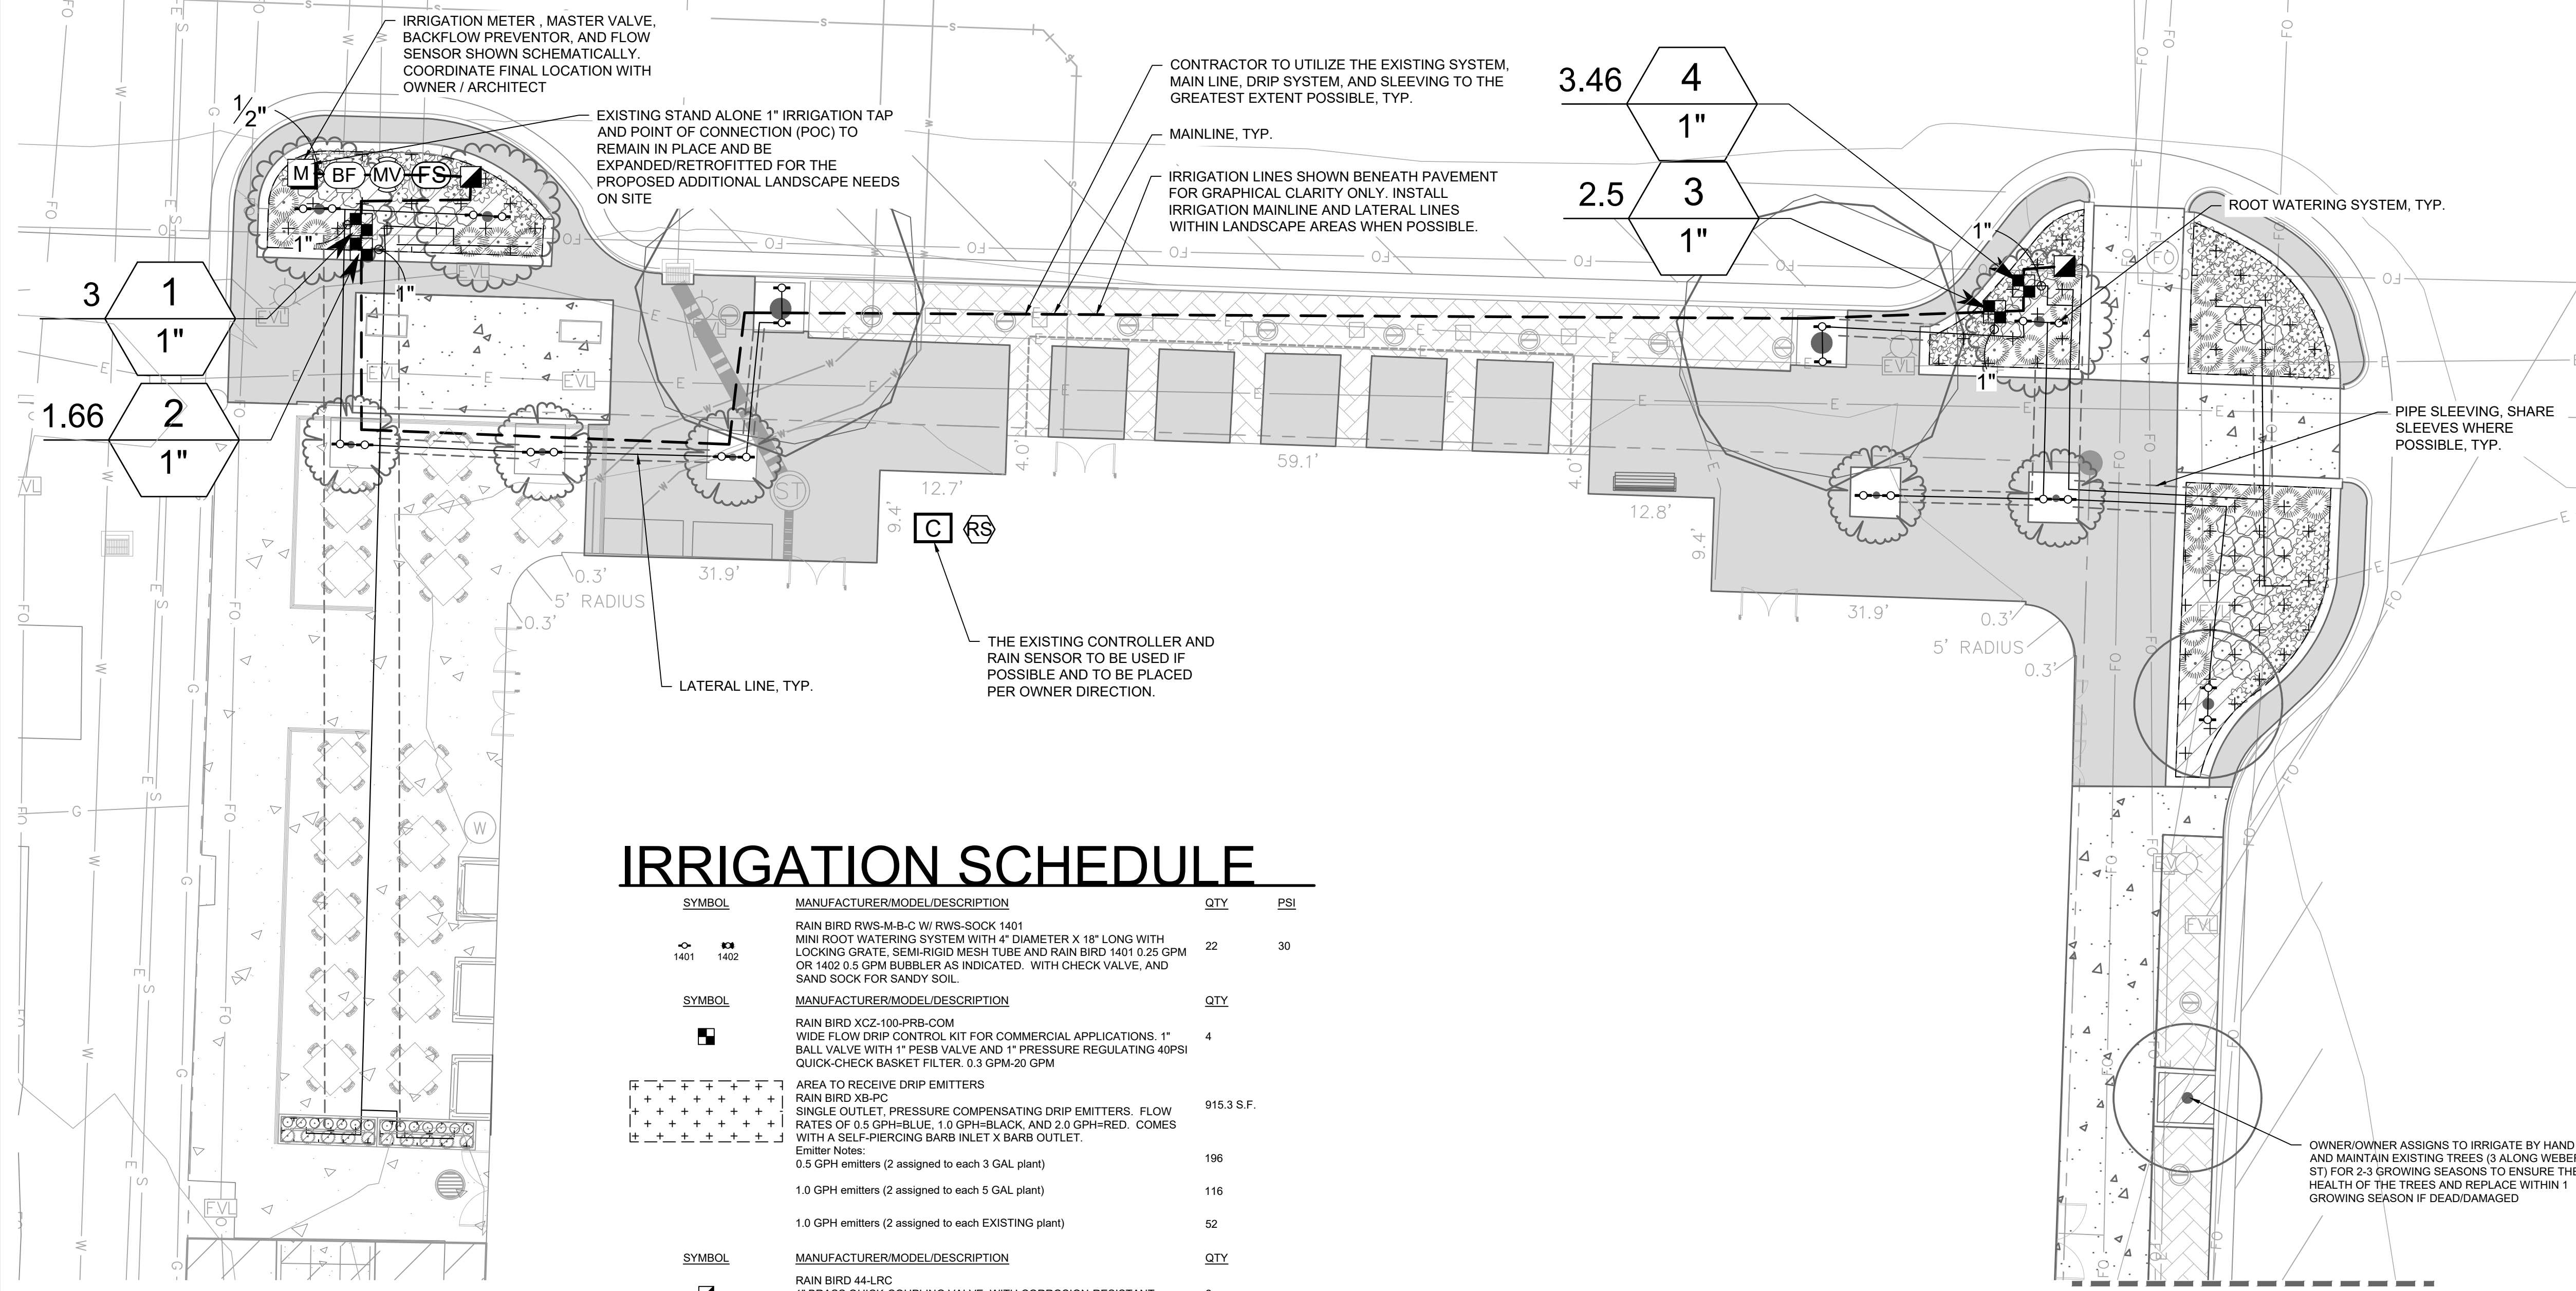 IRRIGATION METER , MASTER VALVE,
BACKFLOW PREVENTOR, AND FLOW
SENSOR SHOWN SCHEMATICALLY.
COORDINATE FINAL LOCATION WITH
OWNER / ARCHITECT
EXISTING STAND ALONE 1" IRRIGATION TAP
AND POINT OF CONNECTION (POC) TO
REMAIN IN PLACE AND BE
EXPANDED/RETROFITTED FOR THE
PROPOSED ADDITIONAL LANDSCAPE NEEDS
ON SITE
CONTRACTOR TO UTILIZE THE EXISTING SYSTEM,
MAIN LINE, DRIP SYSTEM, AND SLEEVING TO THE
GREATEST EXTENT POSSIBLE, TYP.
MAINLINE, TYP.
IRRIGATION LINES SHOWN BENEATH PAVEMENT
FOR GRAPHICAL CLARITY ONLY. INSTALL
IRRIGATION MAINLINE AND LATERAL LINES
WITHIN LANDSCAPE AREAS WHEN POSSIBLE.
3.46
4
1"
2.5
3
1"
ROOT WATERING SYSTEM, TYP.
1/2"
M
BF
MV
FS
1"
1"
1"
1"
3
1
1"
1.66
2
1"
PIPE SLEEVING, SHARE
SLEEVES WHERE
POSSIBLE, TYP.
EVL
EVL
EVL
EVL
EVL
EVL
EVL
ST
W
4.0'
59.1'
4.0'
12.7'
9.4'
12.8'
9.4'
31.9'
0.3'
5' RADIUS
0.3'
31.9'
0.3'
5' RADIUS
0.3'
C
RS
THE EXISTING CONTROLLER AND
RAIN SENSOR TO BE USED IF
POSSIBLE AND TO BE PLACED
PER OWNER DIRECTION.
LATERAL LINE, TYP.
IRRIGATION SCHEDULE
SYMBOL MANUFACTURER/MODEL/DESCRIPTION QTY PSI
RAIN BIRD RWS-M-B-C W/ RWS-SOCK 1401
MINI ROOT WATERING SYSTEM WITH 4" DIAMETER X 18" LONG WITH
LOCKING GRATE, SEMI-RIGID MESH TUBE AND RAIN BIRD 1401 0.25 GPM
OR 1402 0.5 GPM BUBBLER AS INDICATED. WITH CHECK VALVE, AND
SAND SOCK FOR SANDY SOIL.
1401 1402
22 30
SYMBOL MANUFACTURER/MODEL/DESCRIPTION QTY
RAIN BIRD XCZ-100-PRB-COM
WIDE FLOW DRIP CONTROL KIT FOR COMMERCIAL APPLICATIONS. 1"
BALL VALVE WITH 1" PESB VALVE AND 1" PRESSURE REGULATING 40PSI
QUICK-CHECK BASKET FILTER. 0.3 GPM-20 GPM
4
AREA TO RECEIVE DRIP EMITTERS
RAIN BIRD XB-PC
SINGLE OUTLET, PRESSURE COMPENSATING DRIP EMITTERS. FLOW
RATES OF 0.5 GPH=BLUE, 1.0 GPH=BLACK, AND 2.0 GPH=RED. COMES
WITH A SELF-PIERCING BARB INLET X BARB OUTLET.
915.3 S.F.
Emitter Notes:
0.5 GPH emitters (2 assigned to each 3 GAL plant) 196
1.0 GPH emitters (2 assigned to each 5 GAL plant) 116
1.0 GPH emitters (2 assigned to each EXISTING plant) 52
SYMBOL MANUFACTURER/MODEL/DESCRIPTION QTY
RAIN BIRD 44-LRC
OWNER/OWNER ASSIGNS TO IRRIGATE BY HAND
AND MAINTAIN EXISTING TREES (3 ALONG WEBER
ST) FOR 2-3 GROWING SEASONS TO ENSURE THE
HEALTH OF THE TREES AND REPLACE WITHIN 1
GROWING SEASON IF DEAD/DAMAGED